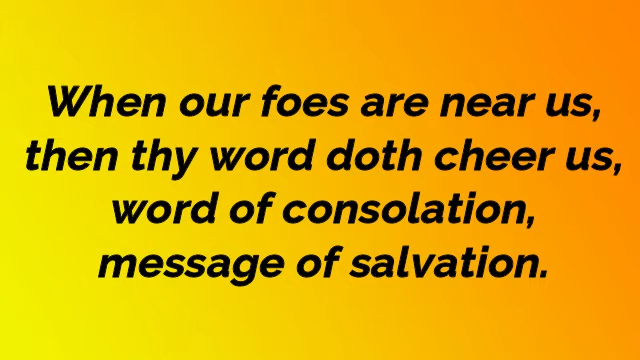 When our foes are near us,
then thy word doth cheer us,
word of consolation,
message of salvation.